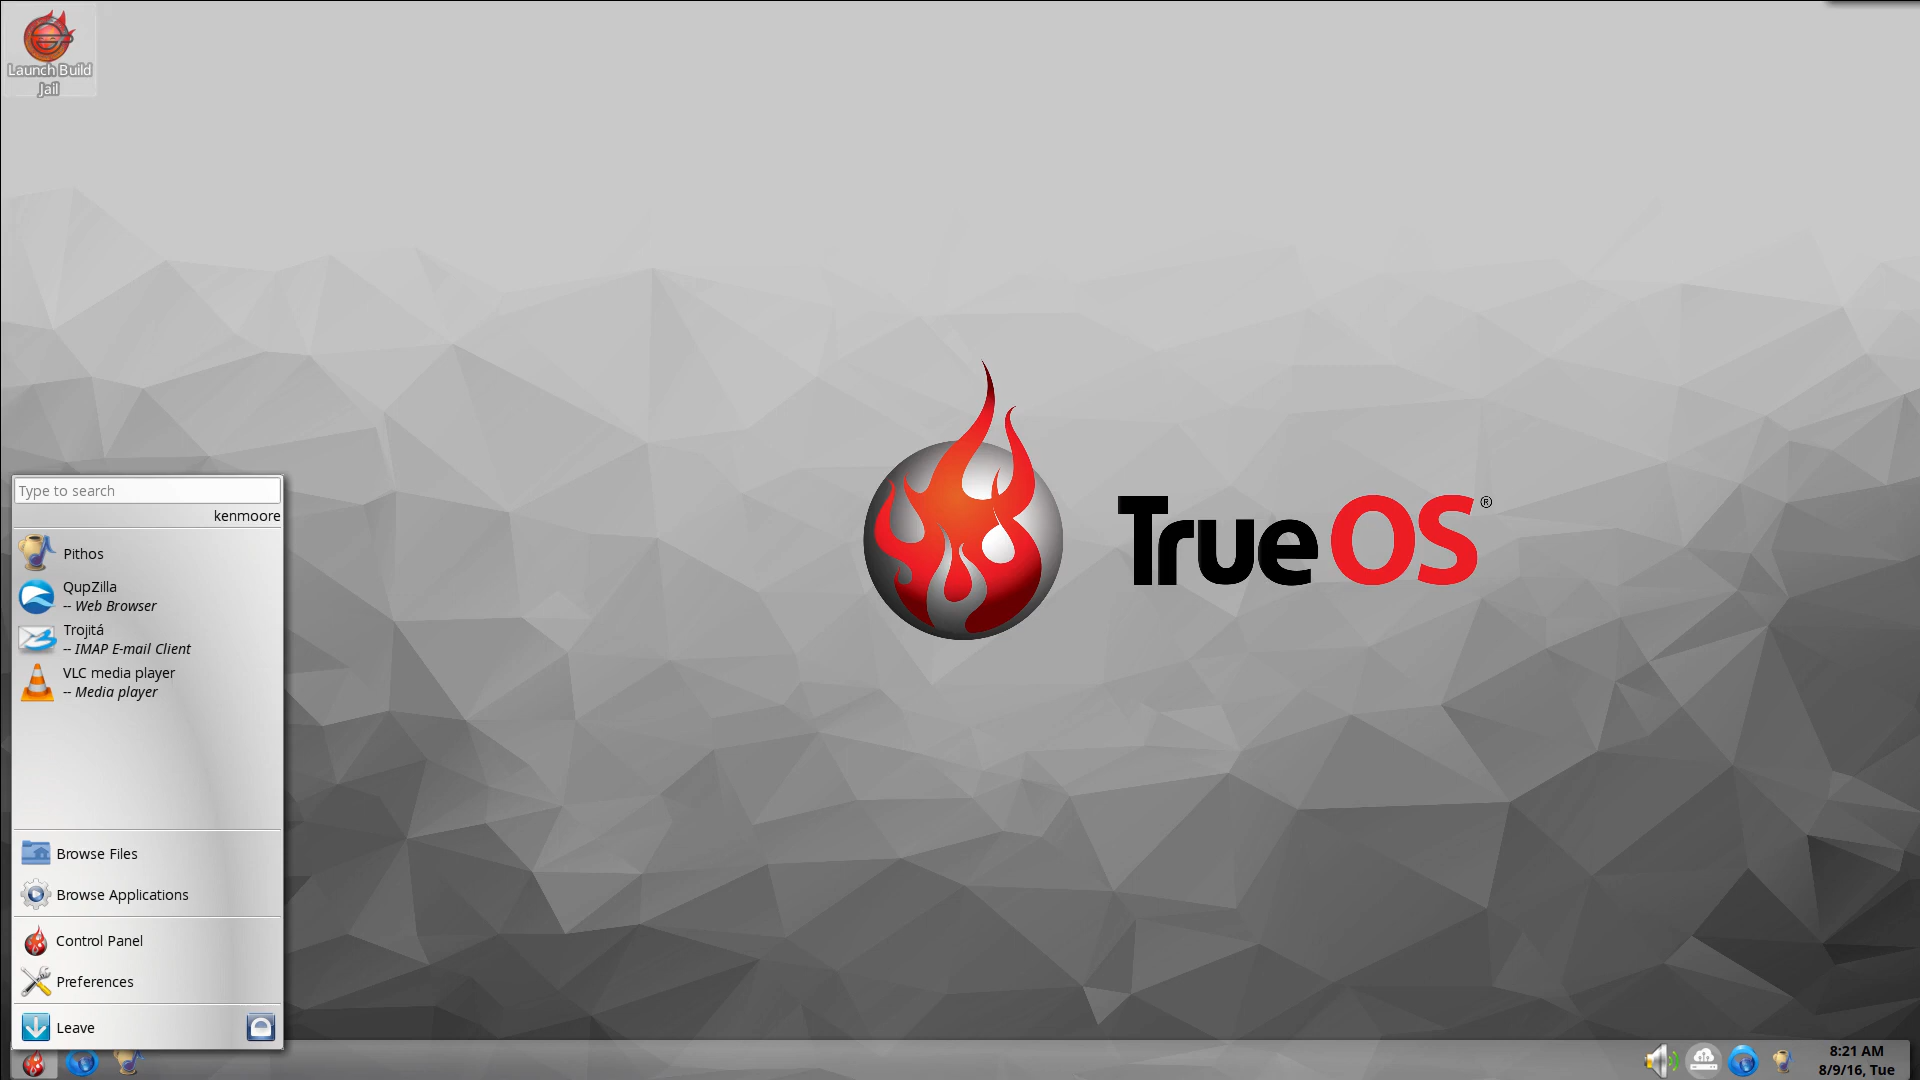 Launch Build
Jail
Type to search
kenmoore
Pithos
QupZilla
-- Web Browser
Trojitá
-- IMAP E-mail Client
VLC media player
-- Media player
Browse Files
Browse Applications
Control Panel
Preferences
Leave
TrueOS®
8:21 AM
8/9/16, Tue